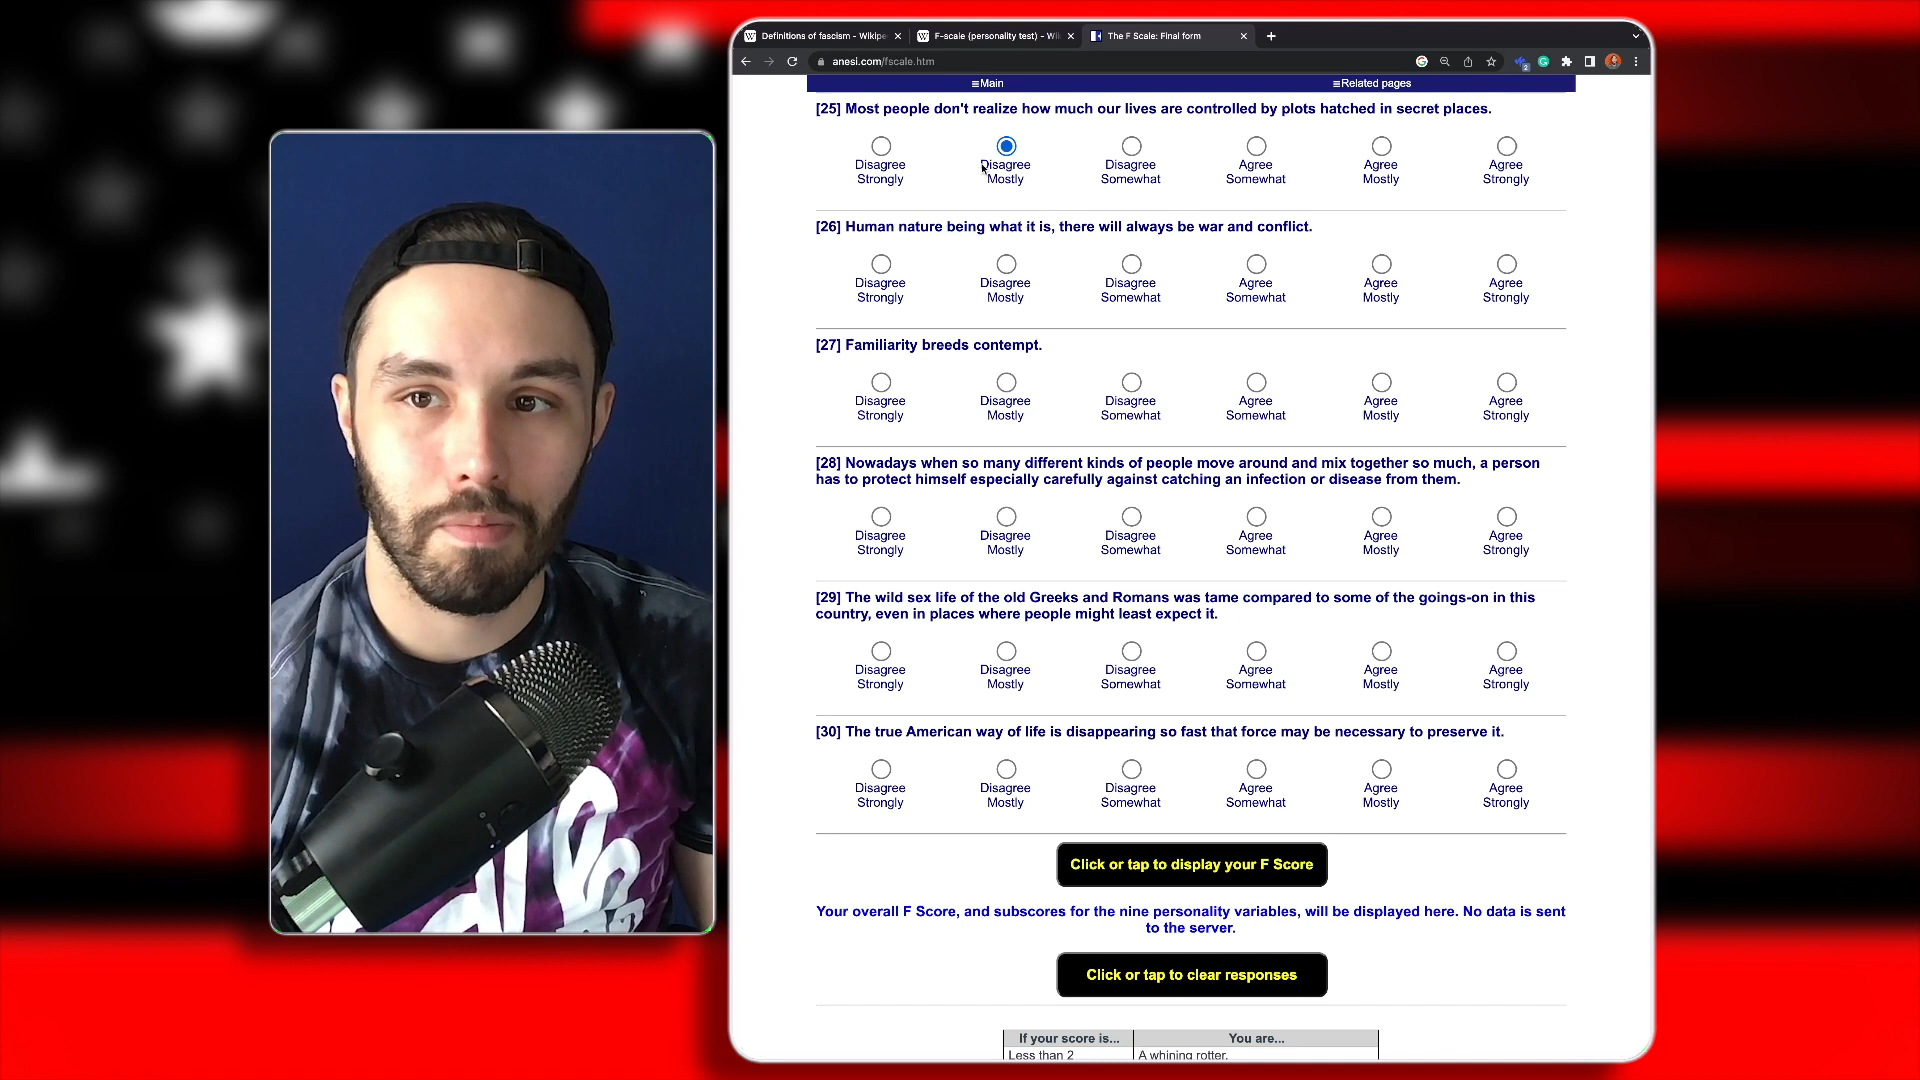 Definitions of fascism - Wikipe
F-scale (personality test) - Wi
The F Scale: Final form
anesi.com/fscale.htm
2
≡Main
≡Related pages
[25] Most people don't realize how much our lives are controlled by plots hatched in secret places.
Disagree Disagree Disagree Agree Agree Agree
Strongly Mostly Somewhat Somewhat Mostly Strongly
[26] Human nature being what it is, there will always be war and conflict.
Disagree Disagree Disagree Agree Agree Agree
Strongly Mostly Somewhat Somewhat Mostly Strongly
[27] Familiarity breeds contempt.
Disagree Disagree Disagree Agree Agree Agree
Strongly Mostly Somewhat Somewhat Mostly Strongly
[28] Nowadays when so many different kinds of people move around and mix together so much, a person
has to protect himself especially carefully against catching an infection or disease from them.
Disagree Disagree Disagree Agree Agree Agree
Strongly Mostly Somewhat Somewhat Mostly Strongly
[29] The wild sex life of the old Greeks and Romans was tame compared to some of the goings-on in this
country, even in places where people might least expect it.
Disagree Disagree Disagree Agree Agree Agree
Strongly Mostly Somewhat Somewhat Mostly Strongly
[30] The true American way of life is disappearing so fast that force may be necessary to preserve it.
Disagree Disagree Disagree Agree Agree Agree
Strongly Mostly Somewhat Somewhat Mostly Strongly
Click or tap to display your F Score
Your overall F Score, and subscores for the nine personality variables, will be displayed here. No data is sent
to the server.
Click or tap to clear responses
If your score is... You are...
Less than 2 A whining rotter.